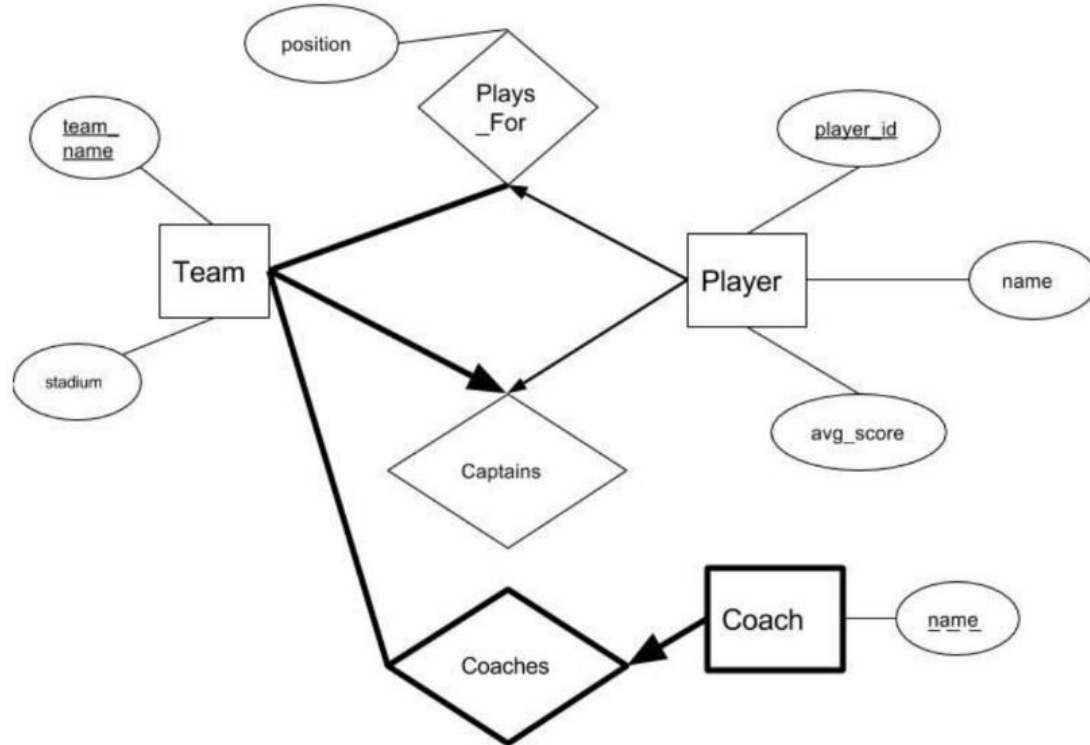 position
Plays
_For
team_
name
player_id
Team
Player
name
stadium
avg_score
Captains
Coach
name
Coaches